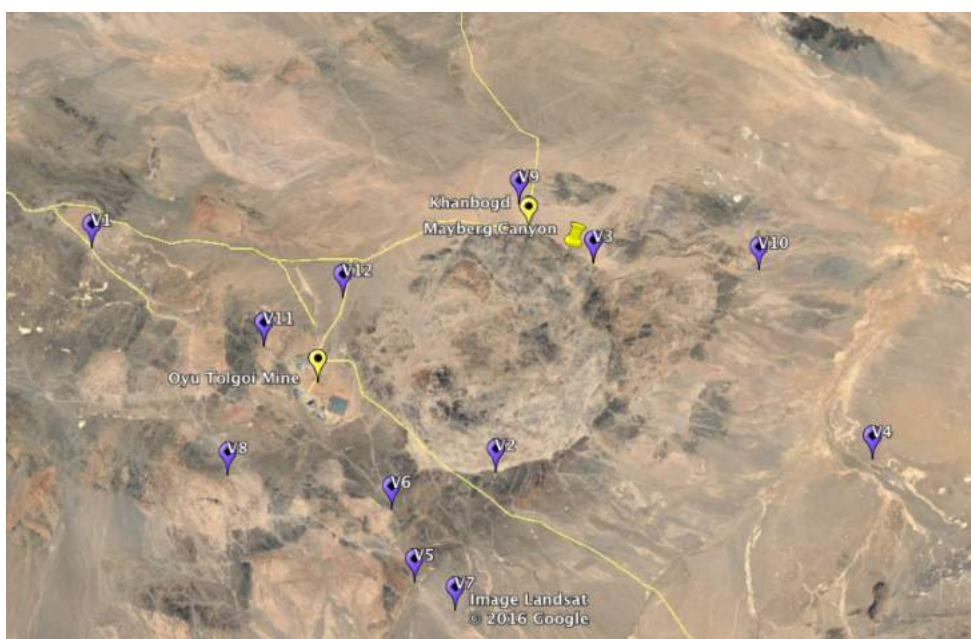 V9
Khanbogd
V1
Mayberg Canyon
V3
V10
V12
V11
Oyu Tolgoi Mine
V4
V8
V2
V6
V5
V7
Image Landsat
© 2016 Google